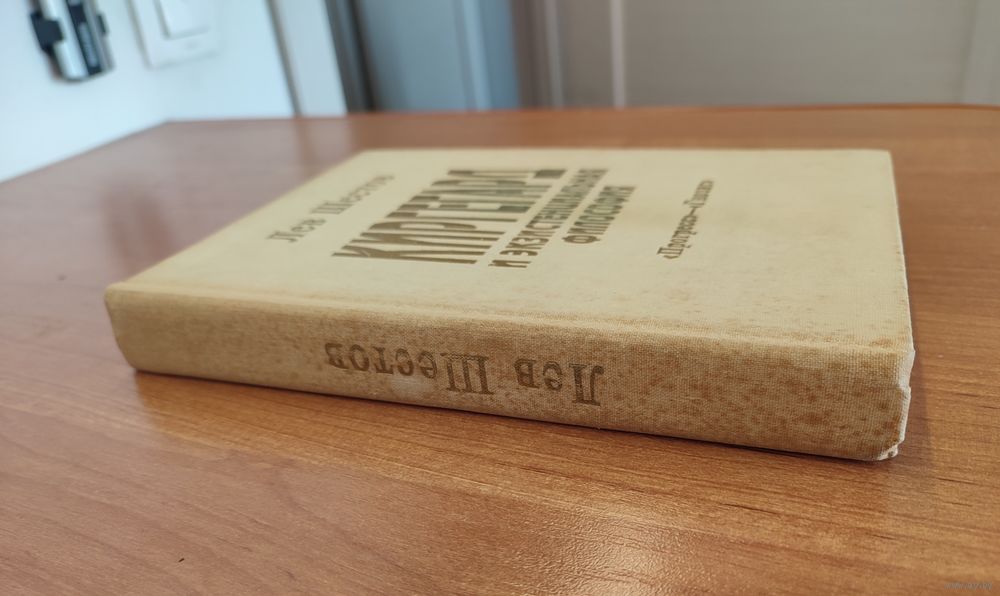 Лев Шестов
КИРГЕГАРД
И ЭКЗИСТЕНЦИАЛЬНАЯ
ФИЛОСОФИЯ
«Прогресс—Гнозис»
Лев Шестов